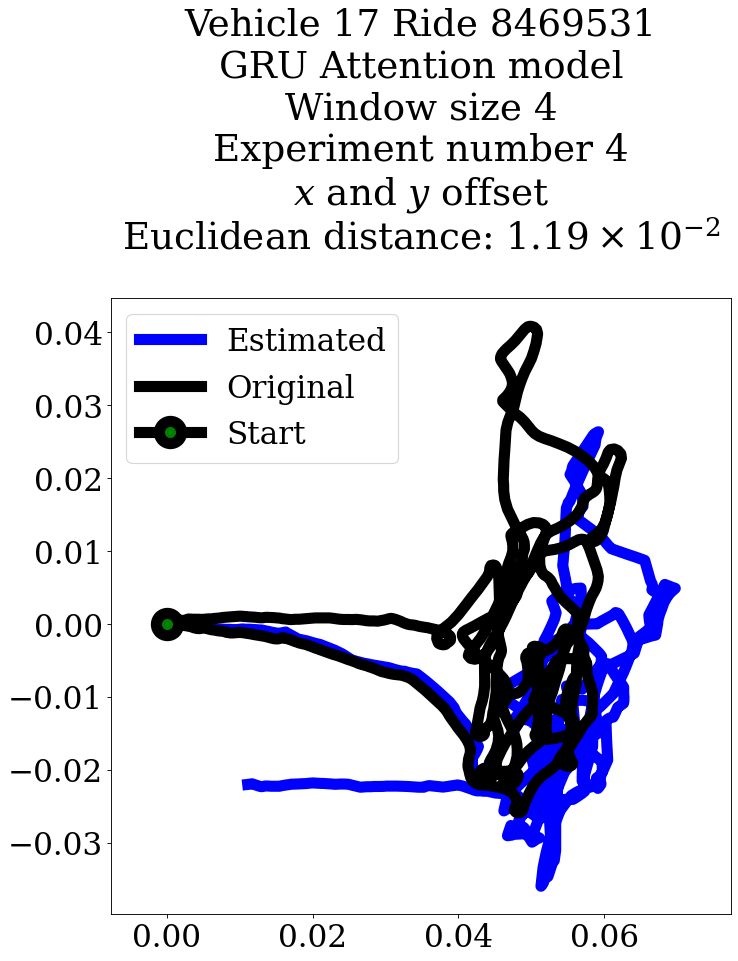 Vehicle 17 Ride 8469531
GRU Attention model
Window size 4
Experiment number 4
x and y offset
Euclidean distance: 1.19 × 10⁻²
Estimated
Original
Start
0.04
0.03
0.02
0.01
0.00
−0.01
−0.02
−0.03
0.00 0.02 0.04 0.06